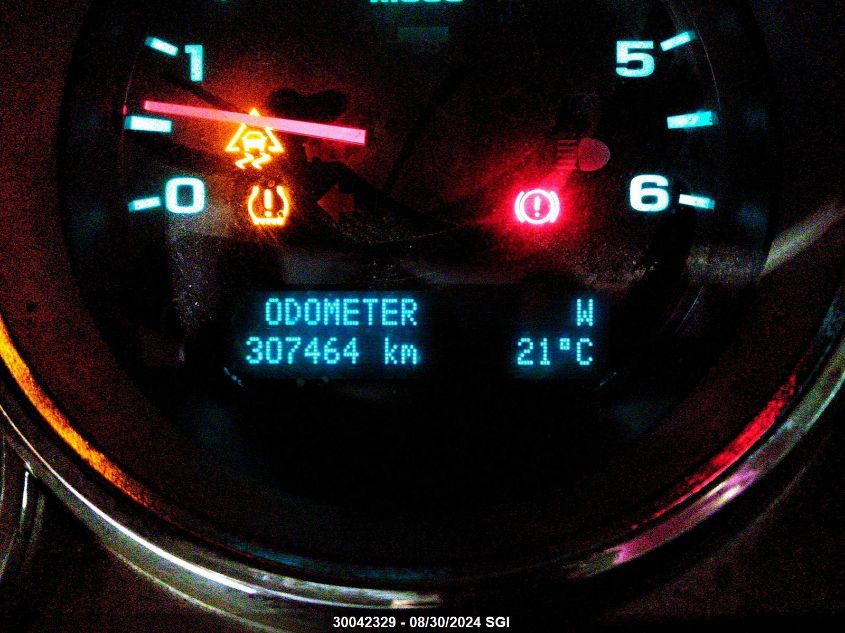 1 5
0 6
ODOMETER W
307464 km 21°C
30042329 - 08/30/2024 SGI